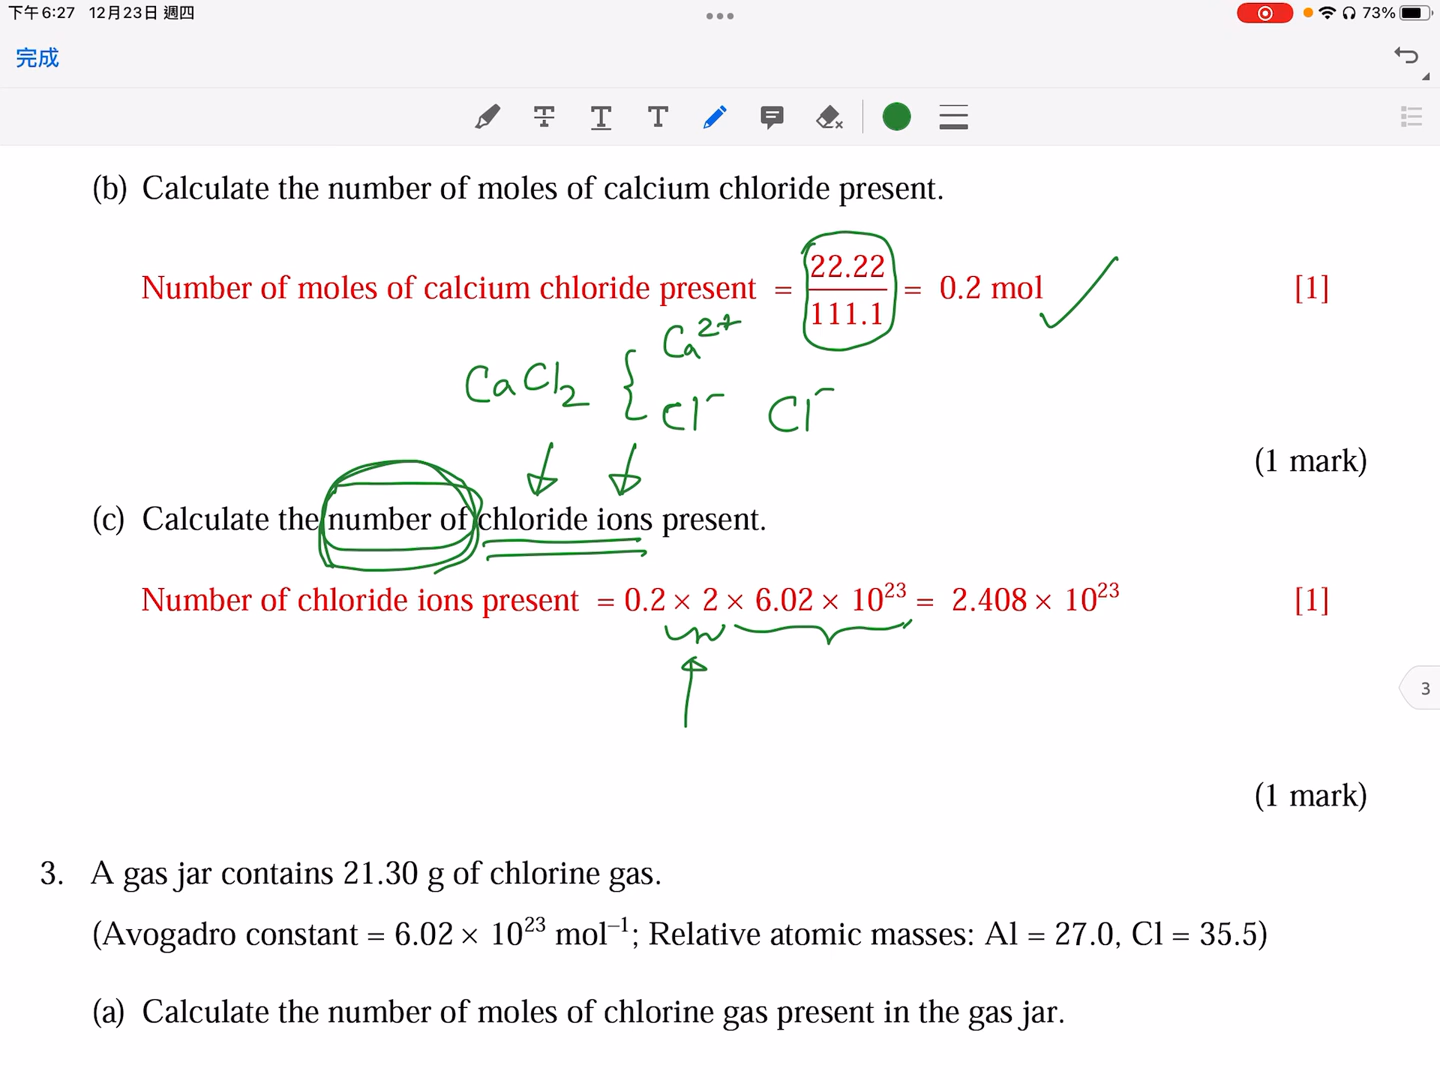 下午6:27 12月23日 週四
73%
完成
(b) Calculate the number of moles of calcium chloride present.
Number of moles of calcium chloride present = 22.22/111.1 = 0.2 mol [1]
CaCl₂ { Ca²⁺
Cl⁻ Cl⁻
(1 mark)
(c) Calculate the number of chloride ions present.
Number of chloride ions present = 0.2 × 2 × 6.02 × 10²³ = 2.408 × 10²³ [1]
3
(1 mark)
3. A gas jar contains 21.30 g of chlorine gas.
(Avogadro constant = 6.02 × 10²³ mol⁻¹; Relative atomic masses: Al = 27.0, Cl = 35.5)
(a) Calculate the number of moles of chlorine gas present in the gas jar.